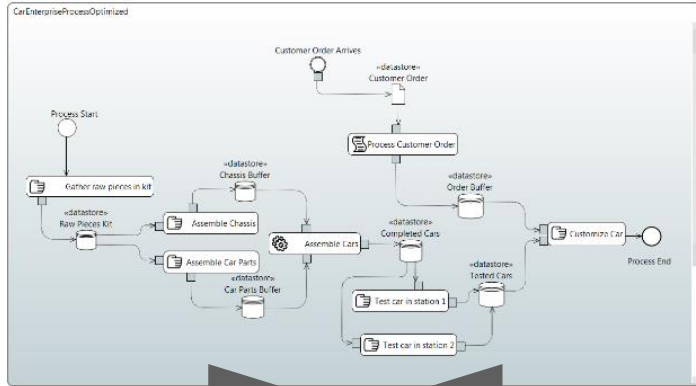 CarEnterpriseProcessOptimized
Customer Order Arrives
«datastore»
Customer Order
Process Start
Process Customer Order
Gather raw pieces in kit
«datastore»
Chassis Buffer
«datastore»
Order Buffer
«datastore»
Raw Pieces Kit
Assemble Chassis
«datastore»
Completed Cars
Assemble Cars
Customize Car
Assemble Car Parts
«datastore»
Car Parts Buffer
«datastore»
Tested Cars
Process End
Test car in station 1
Test car in station 2